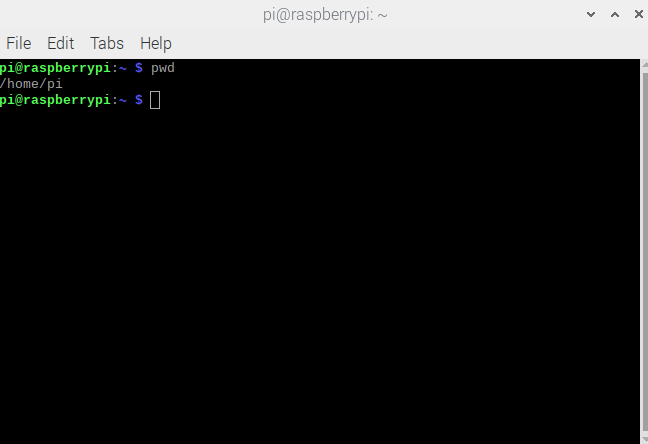 pi@raspberrypi: ~
File Edit Tabs Help
pi@raspberrypi:~ $ pwd
/home/pi
pi@raspberrypi:~ $